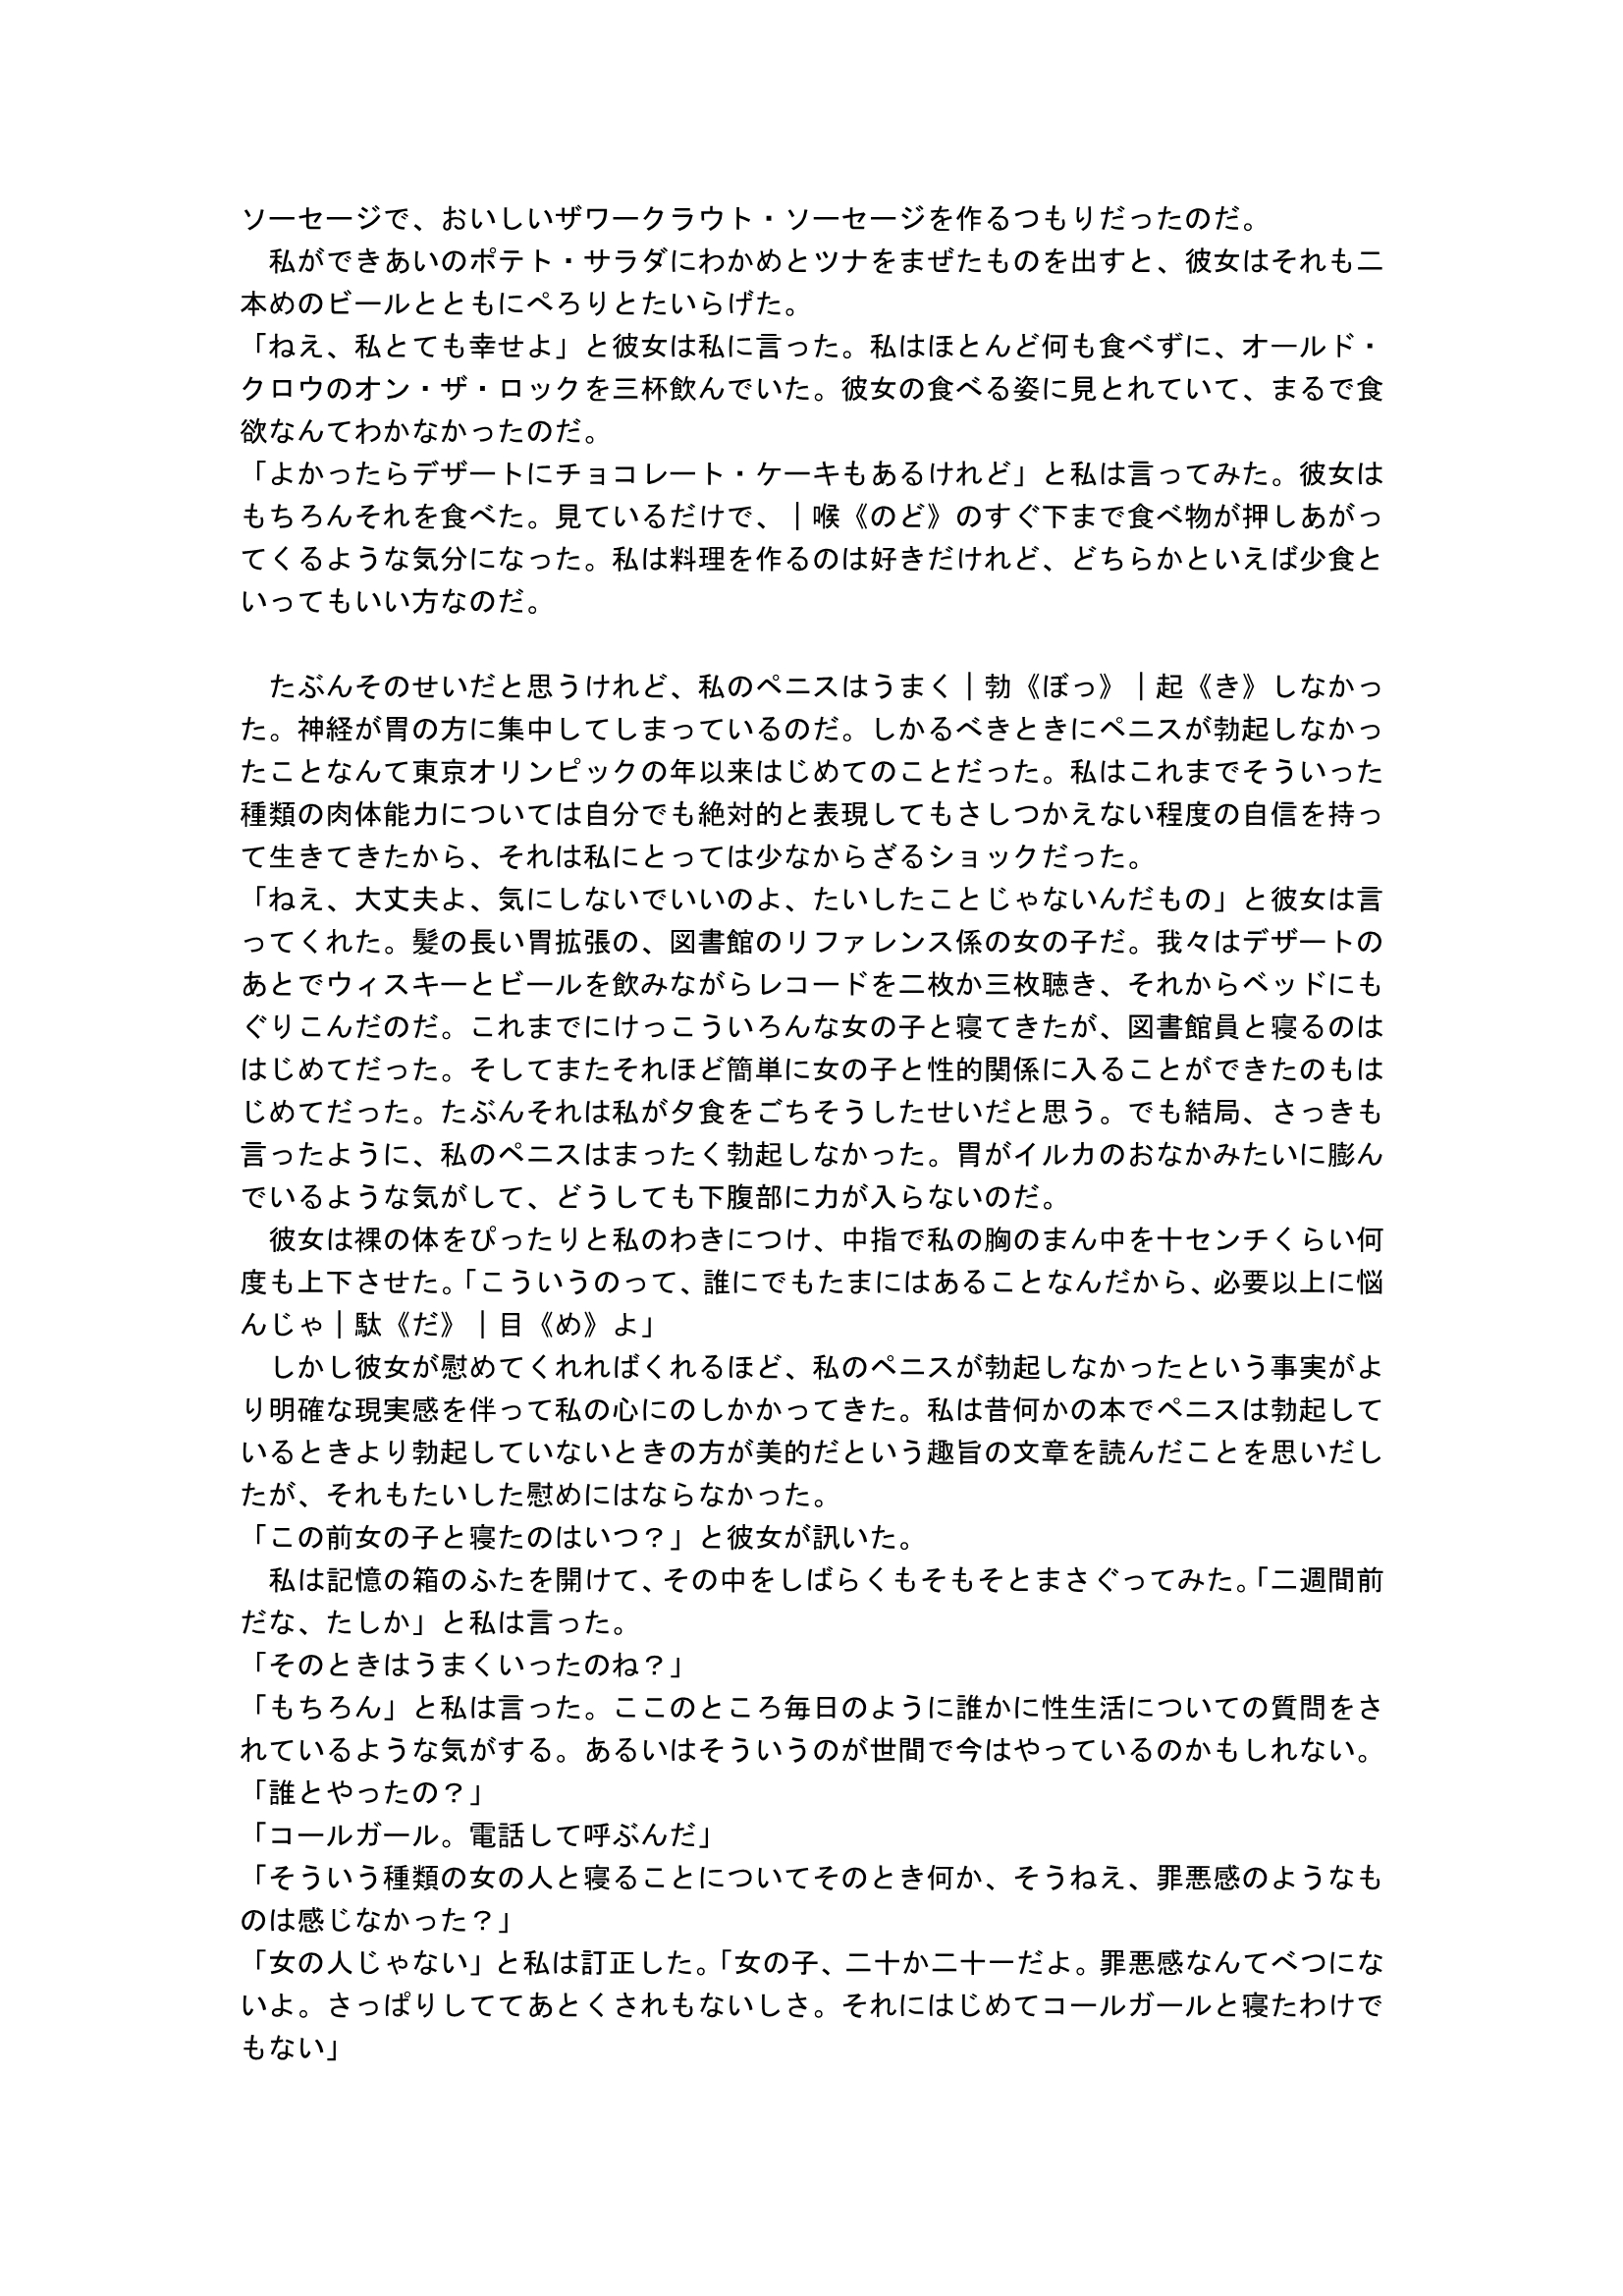 ソーセージで、おいしいザワークラウト・ソーセージを作るつもりだったのだ。
　私ができあいのポテト・サラダにわかめとツナをまぜたものを出すと、彼女はそれも二
本めのビールとともにぺろりとたいらげた。
「ねえ、私とても幸せよ」と彼女は私に言った。私はほとんど何も食べずに、オールド・
クロウのオン・ザ・ロックを三杯飲んでいた。彼女の食べる姿に見とれていて、まるで食
欲なんてわかなかったのだ。
「よかったらデザートにチョコレート・ケーキもあるけれど」と私は言ってみた。彼女は
もちろんそれを食べた。見ているだけで、｜喉《のど》のすぐ下まで食べ物が押しあがっ
てくるような気分になった。私は料理を作るのは好きだけれど、どちらかといえば少食と
いってもいい方なのだ。

　たぶんそのせいだと思うけれど、私のペニスはうまく｜勃《ぼっ》｜起《き》しなかっ
た。神経が胃の方に集中してしまっているのだ。しかるべきときにペニスが勃起しなかっ
たことなんて東京オリンピックの年以来はじめてのことだった。私はこれまでそういった
種類の肉体能力については自分でも絶対的と表現してもさしつかえない程度の自信を持っ
て生きてきたから、それは私にとっては少なからざるショックだった。
「ねえ、大丈夫よ、気にしないでいいのよ、たいしたことじゃないんだもの」と彼女は言
ってくれた。髪の長い胃拡張の、図書館のリファレンス係の女の子だ。我々はデザートの
あとでウィスキーとビールを飲みながらレコードを二枚か三枚聴き、それからベッドにも
ぐりこんだのだ。これまでにけっこういろんな女の子と寝てきたが、図書館員と寝るのは
はじめてだった。そしてまたそれほど簡単に女の子と性的関係に入ることができたのもは
じめてだった。たぶんそれは私が夕食をごちそうしたせいだと思う。でも結局、さっきも
言ったように、私のペニスはまったく勃起しなかった。胃がイルカのおなかみたいに膨ん
でいるような気がして、どうしても下腹部に力が入らないのだ。
　彼女は裸の体をぴったりと私のわきにつけ、中指で私の胸のまん中を十センチくらい何
度も上下させた。「こういうのって、誰にでもたまにはあることなんだから、必要以上に悩
んじゃ｜駄《だ》｜目《め》よ」
　しかし彼女が慰めてくれればくれるほど、私のペニスが勃起しなかったという事実がよ
り明確な現実感を伴って私の心にのしかかってきた。私は昔何かの本でペニスは勃起して
いるときより勃起していないときの方が美的だという趣旨の文章を読んだことを思いだし
たが、それもたいした慰めにはならなかった。
「この前女の子と寝たのはいつ？」と彼女が訊いた。
　私は記憶の箱のふたを開けて、その中をしばらくもそもそとまさぐってみた。「二週間前
だな、たしか」と私は言った。
「そのときはうまくいったのね？」
「もちろん」と私は言った。ここのところ毎日のように誰かに性生活についての質問をさ
れているような気がする。あるいはそういうのが世間で今はやっているのかもしれない。
「誰とやったの？」
「コールガール。電話して呼ぶんだ」
「そういう種類の女の人と寝ることについてそのとき何か、そうねえ、罪悪感のようなも
のは感じなかった？」
「女の人じゃない」と私は訂正した。「女の子、二十か二十一だよ。罪悪感なんてべつにな
いよ。さっぱりしててあとくされもないしさ。それにはじめてコールガールと寝たわけで
もない」